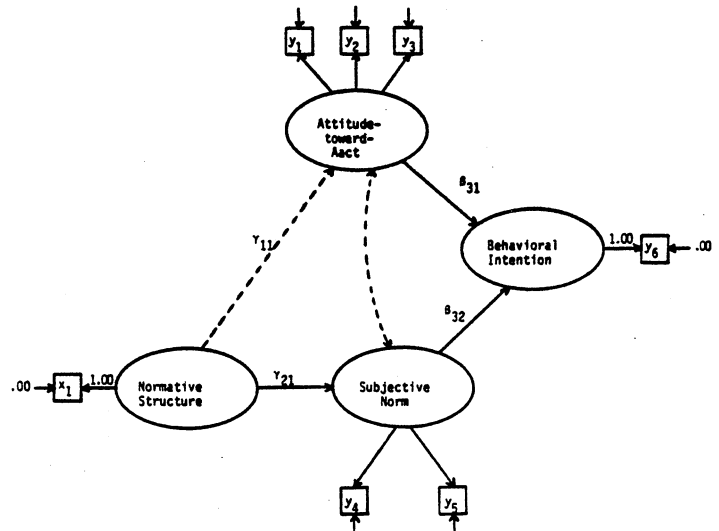 y1 y2 y3
Attitude-
toward-
Aact
β31
γ11
Behavioral
Intention
1.00
y6
.00
β32
.00
x1
1.00
Normative
Structure
γ21
Subjective
Norm
y4 y5